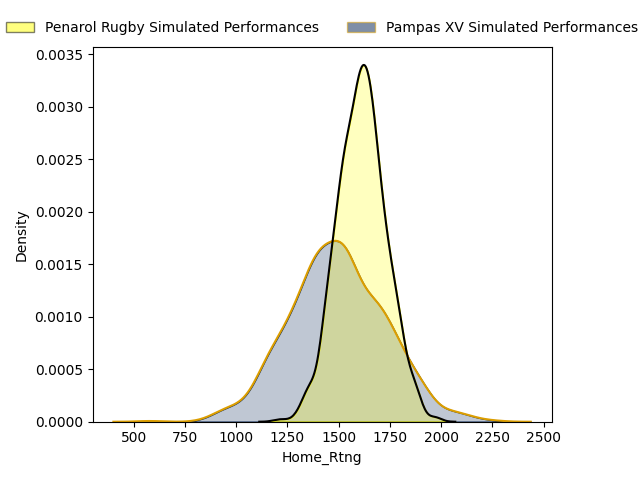 Penarol Rugby Simulated Performances Pampas XV Simulated Performances
0.0035
0.0030
0.0025
0.0020
0.0015
0.0010
0.0005
0.0000
Density
500 750 1000 1250 1500 1750 2000 2250 2500
Home_Rtng